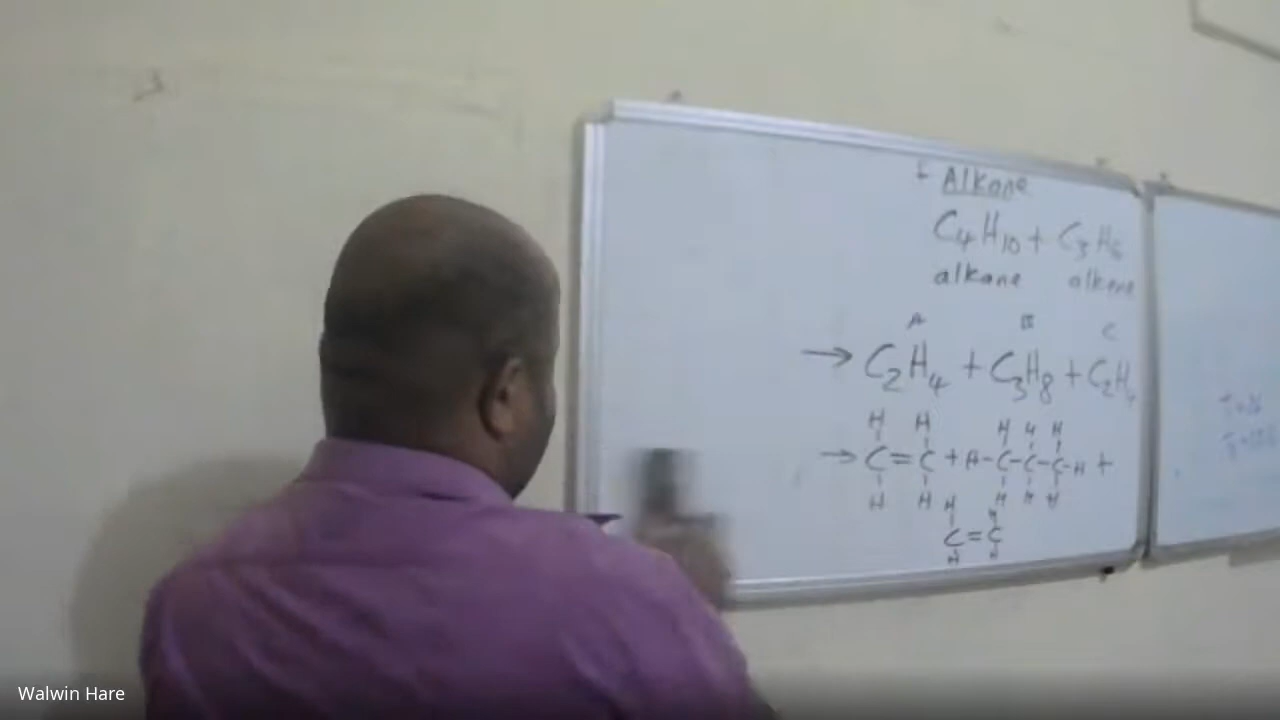 Alkane
C4H10 + C3H6
alkane alkene
A B C
→ C2H4 + C3H8 + C2H4
H H H H H
→ C = C + H - C - C - C - H +
H H H H H
H H
C = C
H H
Walwin Hare